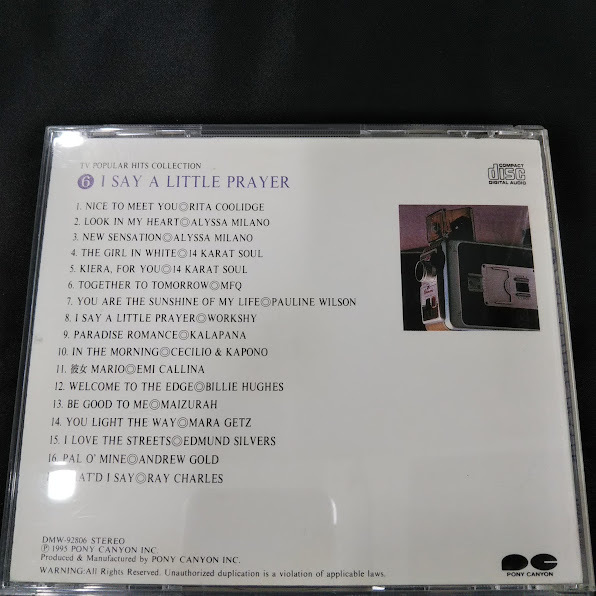 TV POPULAR HITS COLLECTION
6 I SAY A LITTLE PRAYER
COMPACT
disc
DIGITAL AUDIO
1. NICE TO MEET YOU◎RITA COOLIDGE
2. LOOK IN MY HEART◎ALYSSA MILANO
3. NEW SENSATION◎ALYSSA MILANO
4. THE GIRL IN WHITE◎14 KARAT SOUL
5. KIERA, FOR YOU◎14 KARAT SOUL
6. TOGETHER TO TOMORROW◎MFQ
7. YOU ARE THE SUNSHINE OF MY LIFE◎PAULINE WILSON
8. I SAY A LITTLE PRAYER◎WORKSHY
9. PARADISE ROMANCE◎KALAPANA
10. IN THE MORNING◎CECILIO & KAPONO
11. 彼女 MARIO◎EMI CALLINA
12. WELCOME TO THE EDGE◎BILLIE HUGHES
13. BE GOOD TO ME◎MAIZURAH
14. YOU LIGHT THE WAY◎MARA GETZ
15. I LOVE THE STREETS◎EDMUND SILVERS
16. PAL O' MINE◎ANDREW GOLD
I SAY◎RAY CHARLES
DMW-92806 STEREO
Ⓟ 1995 PONY CANYON INC.
Produced & Manufactured by PONY CANYON INC.
WARNING:All Rights Reserved. Unauthorized duplication is a violation of applicable laws.
PONY CANYON